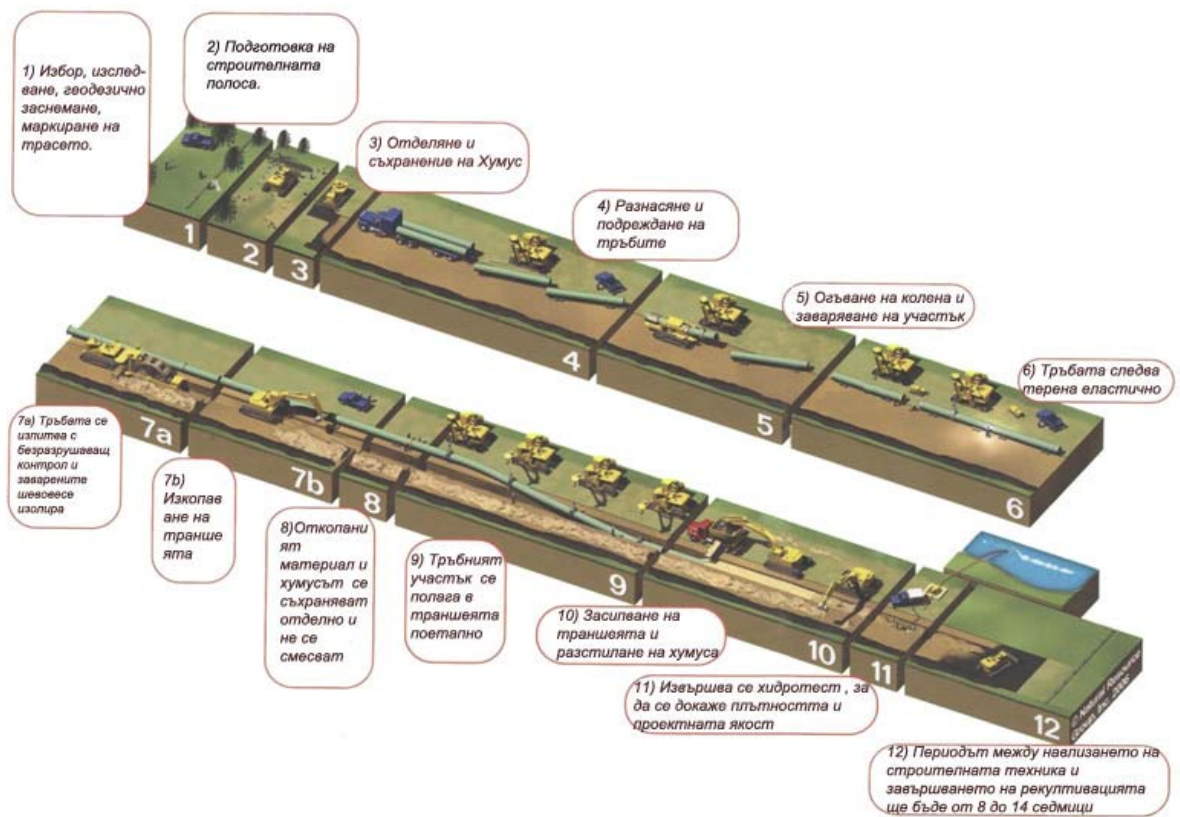 1) Избор, изслед-
ване, геодезично
заснемане,
маркиране на
трасето.
2) Подготовка на
строителната
полоса.
3) Отделяне и
съхранение на Хумус
4) Разнасяне и
подреждане на
тръбите
5) Огъване на колена и
заваряване на участък
6) Тръбата следва
терена еластично
1
2
3
4
5
6
7a) Тръбата се
изпитва с
безразрушаващ
контрол и
заварените
шевовесе
изолира
7b)
Изкопав
ане на
транше
ята
8)Откопани
ят
материал и
хумусът се
съхраняват
отделно и
не се
смесват
9) Тръбният
участък се
полага в
траншеята
поетапно
10) Засипване на
траншеята и
разстилане на хумуса
11) Извършва се хидротест , за
да се докаже плътността и
проектната якост
12) Периодът между навлизането на
строителната техника и
завършването на рекултивацията
ще бъде от 8 до 14 седмици
7a
7b
8
9
10
11
12
© Natural Resource
Group, Inc. 2006